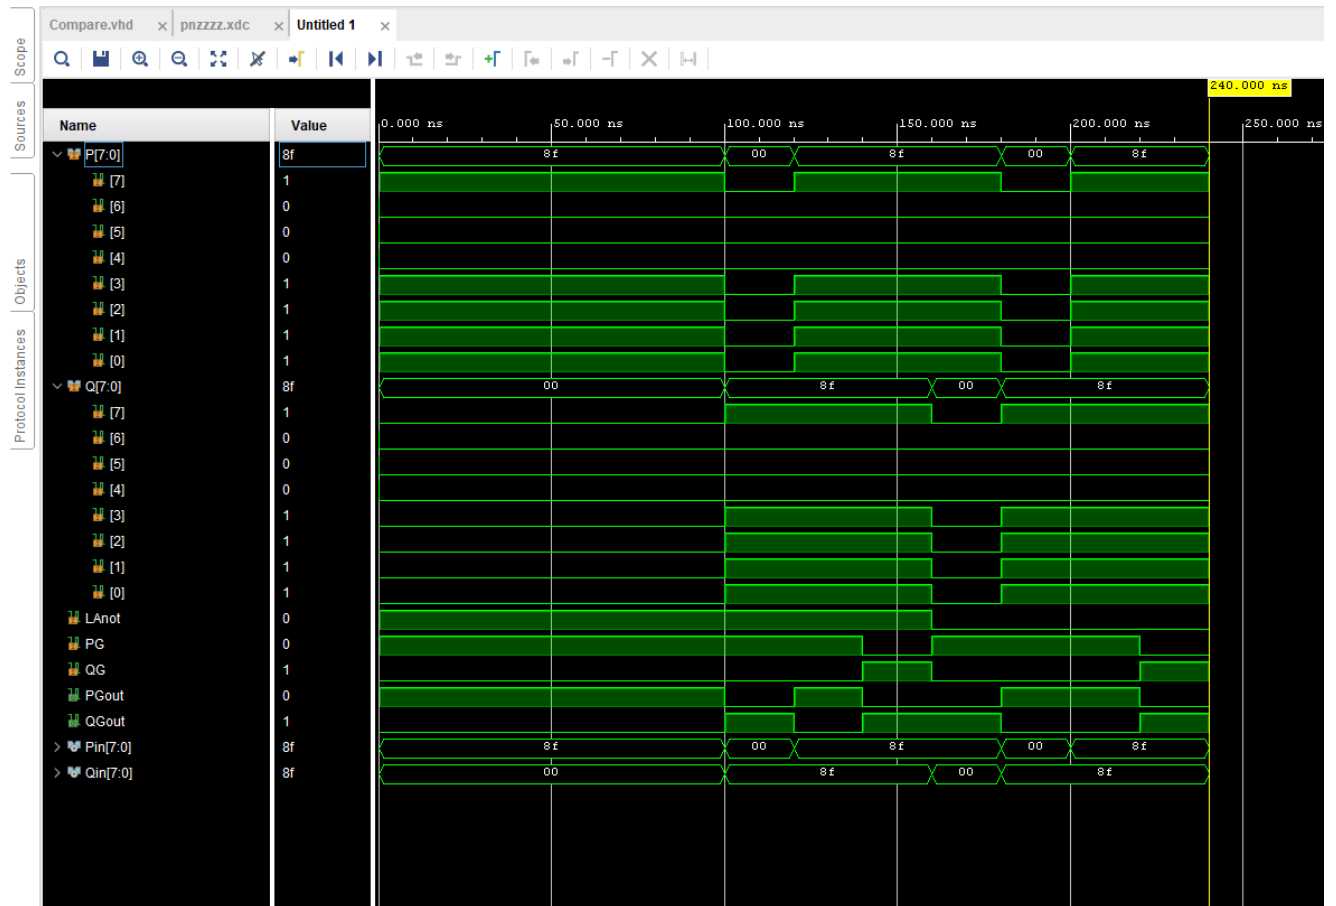 Compare.vhd × pnzzzz.xdc × Untitled 1 ×
Scope
Sources
Objects
Protocol Instances
240.000 ns
Name Value 0.000 ns 50.000 ns 100.000 ns 150.000 ns 200.000 ns 250.000 ns
P[7:0] 8f 8f 00 8f 00 8f
[7] 1
[6] 0
[5] 0
[4] 0
[3] 1
[2] 1
[1] 1
[0] 1
Q[7:0] 8f 00 8f 00 8f
[7] 1
[6] 0
[5] 0
[4] 0
[3] 1
[2] 1
[1] 1
[0] 1
LAnot 0
PG 0
QG 1
PGout 0
QGout 1
Pin[7:0] 8f 8f 00 8f 00 8f
Qin[7:0] 8f 00 8f 00 8f